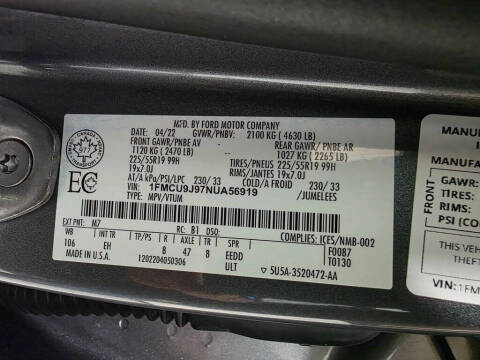 MFD. BY FORD MOTOR COMPANY
04/22 GVWR/PNBV: 2100 KG ( 4630 LB)
FRONT GAWR/PNBE AV REAR GAWR/ PNBE AR
1120 KG ( 2470 LB) 1027 KG ( 2265 LB)
225/55R19 99H TIRES/PNEUS 225/55R19 99H
19x7.0J RIMS/JANTES 19x7.0J
AT/A kPa/PSI/LPC 230/ 33 COLD/A FROID 230/ 33
VIN: 1FMCU9J97NUA56919 /JUMELEES
TYPE: MPV/VTUM
EC
EXT PNT: M7 RC: B1 DSO: COMPLIES: ICES/NMB-002
WB TP/PS R AXLE TR SPR F0087
106 EH 8 47 8 EEDD T0130
MADE IN U.S.A. 1202204050306 ULT 5U5A-3520472-AA
CANADA
MANU
MANUFA
FRONT
GAWR:
TIRES:
RIMS:
PSI (CO
THIS VEH
THEFT
VIN: 1FM